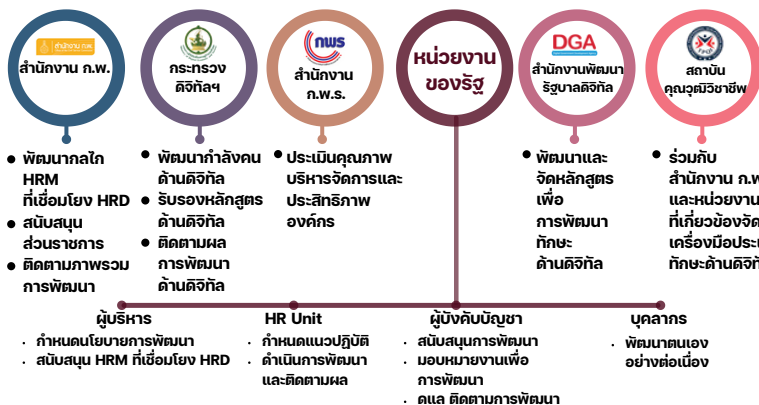 สำนักงาน ก.พ.
สำนักงาน ก.พ.
กระทรวง
ดิจิทัลฯ
กพร
สำนักงาน
ก.พ.ร.
หน่วยงาน
ของรัฐ
DGA
สำนักงานพัฒนา
รัฐบาลดิจิทัล
สถาบัน
คุณวุฒิวิชาชีพ
• พัฒนากลไก
HRM
ที่เชื่อมโยง HRD
• สนับสนุน
ส่วนราชการ
• ติดตามภาพรวม
การพัฒนา
• พัฒนากำลังคน
ด้านดิจิทัล
• รับรองหลักสูตร
ด้านดิจิทัล
• ติดตามผล
การพัฒนา
ด้านดิจิทัล
• ประเมินคุณภาพ
บริหารจัดการและ
ประสิทธิภาพ
องค์กร
• พัฒนาและ
จัดหลักสูตร
เพื่อ
การพัฒนา
ทักษะ
ด้านดิจิทัล
• ร่วมกับ
สำนักงาน ก.พ
และหน่วยงาน
ที่เกี่ยวข้องจัด
เครื่องมือประเ
ทักษะด้านดิจิทั
ผู้บริหาร
· กำหนดนโยบายการพัฒนา
· สนับสนุน HRM ที่เชื่อมโยง HRD
HR Unit
· กำหนดแนวปฏิบัติ
· ดำเนินการพัฒนา
และติดตามผล
ผู้บังคับบัญชา
· สนับสนุนการพัฒนา
· มอบหมายงานเพื่อ
การพัฒนา
· ดูแล ติดตามการพัฒนา
บุคลากร
· พัฒนาตนเอง
อย่างต่อเนื่อง